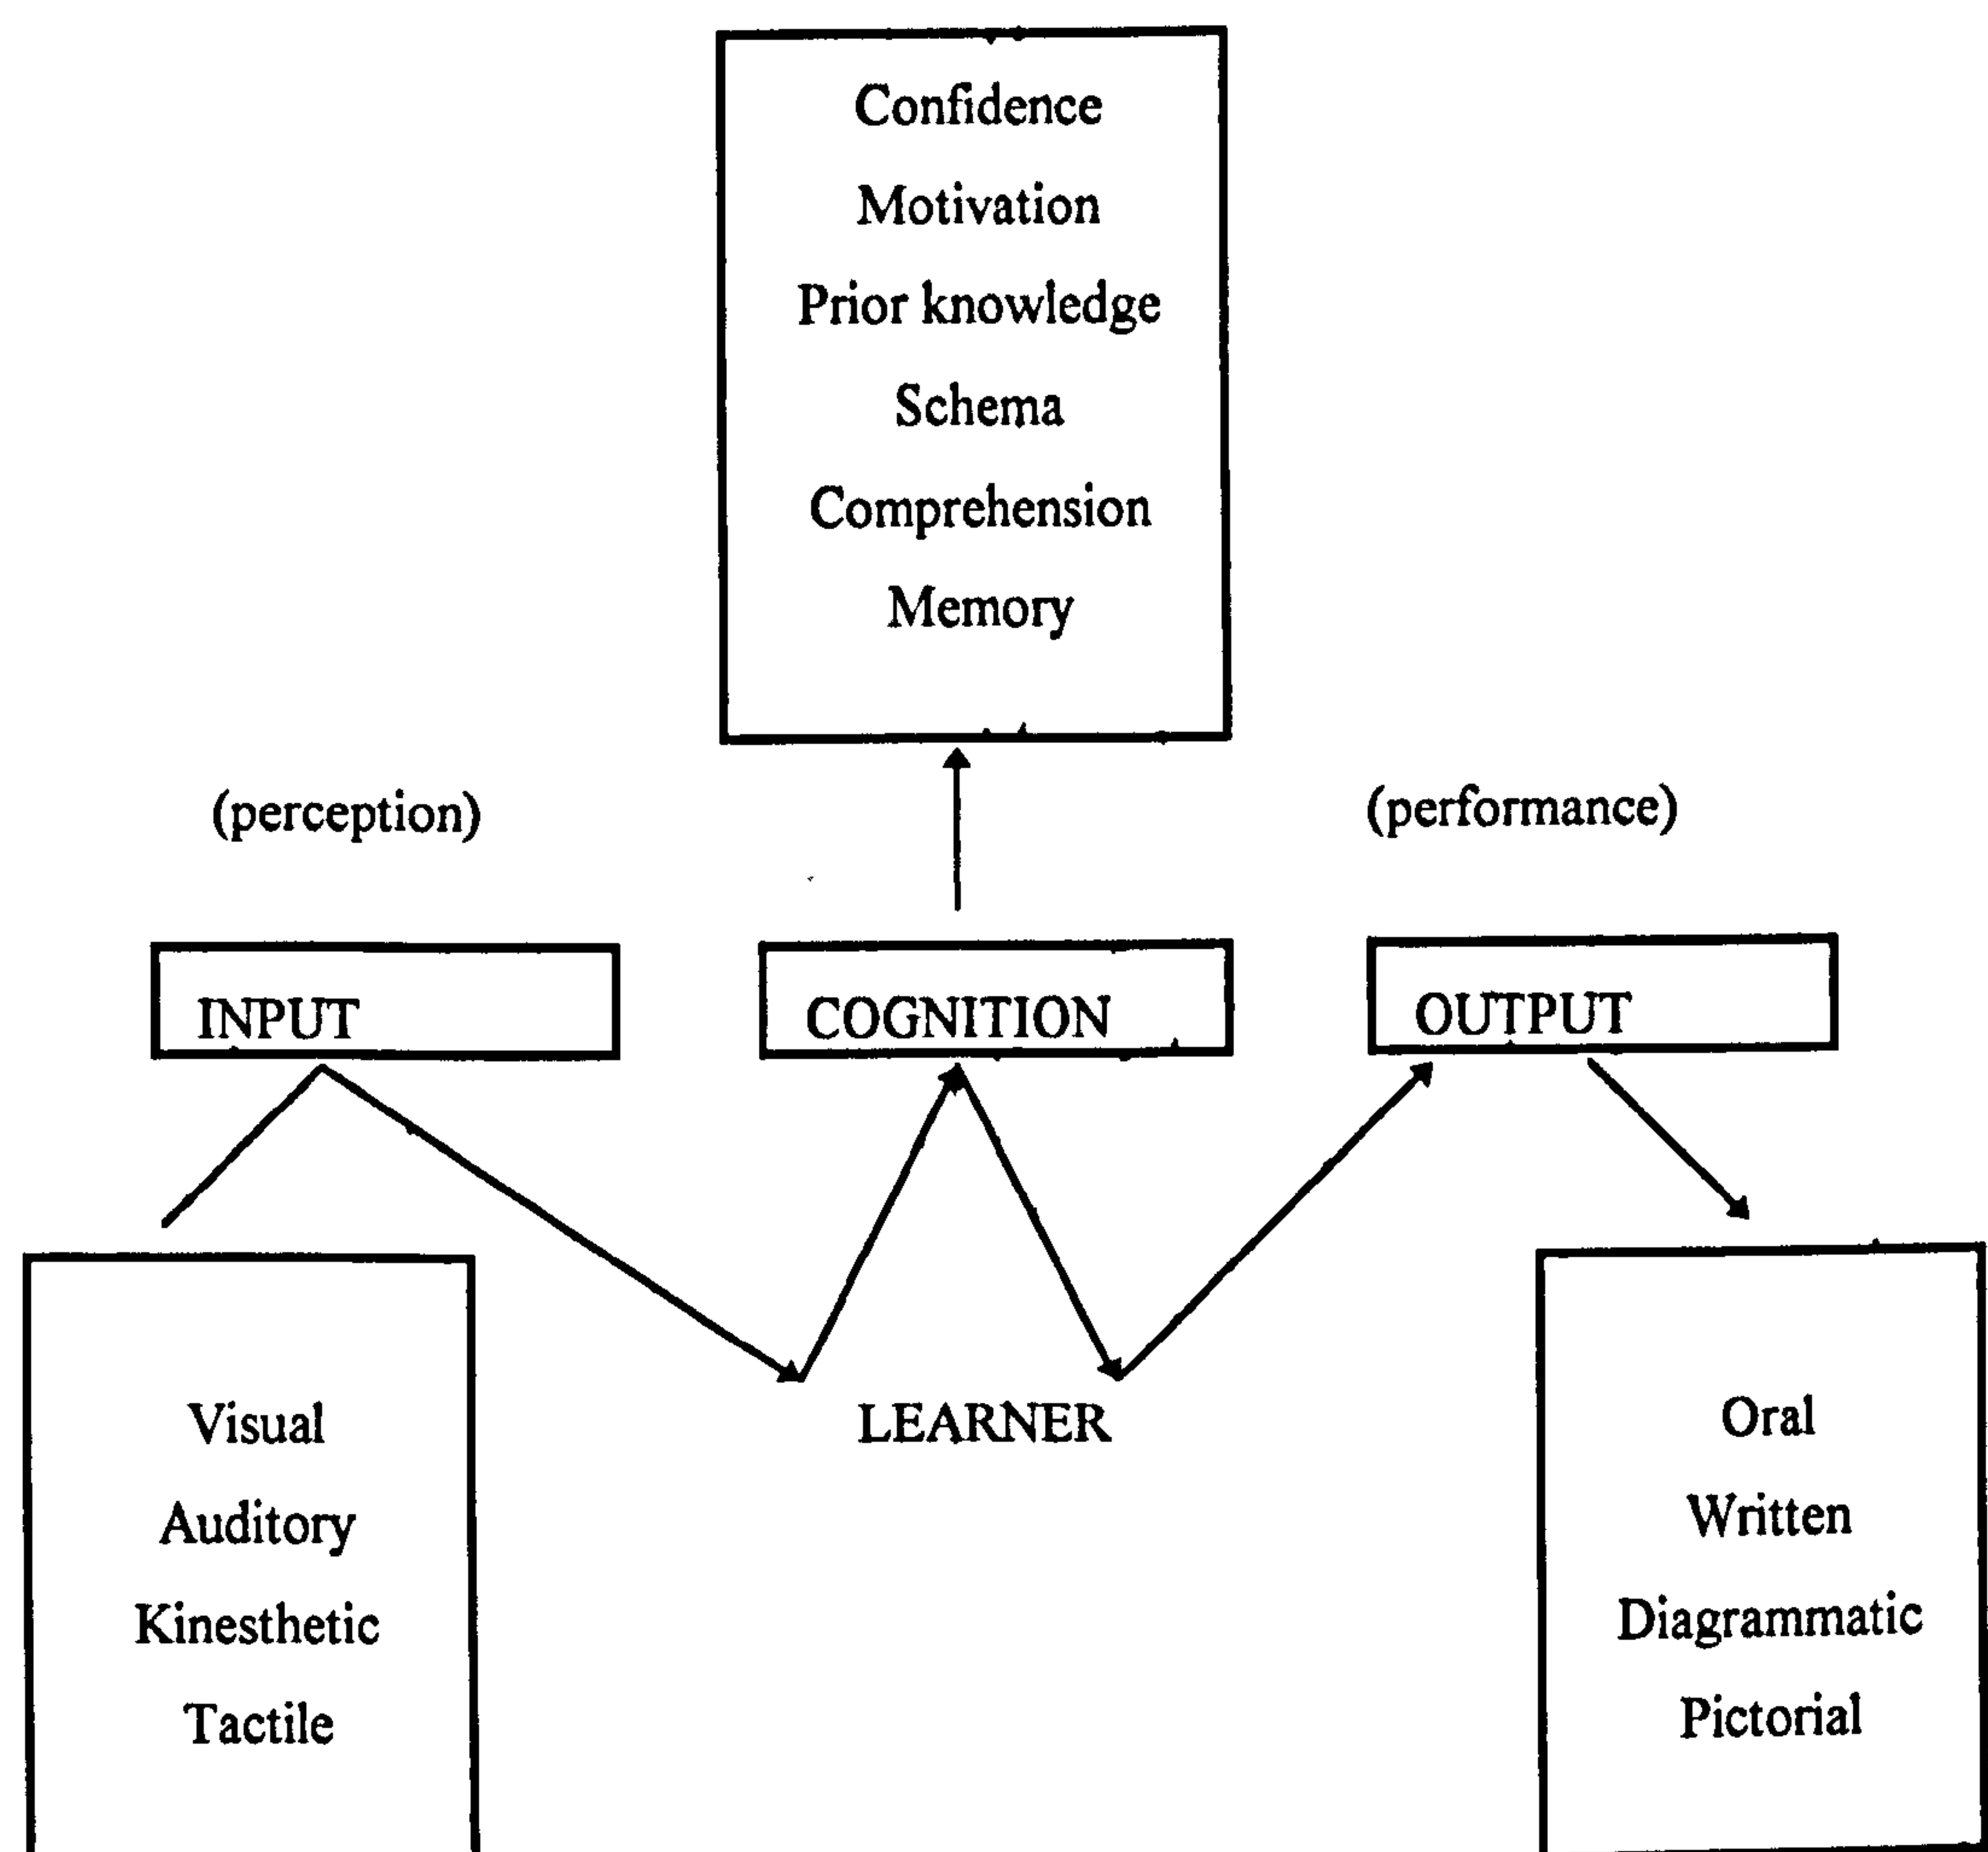 Confidence
Motivation
Prior knowledge
Schema
Comprehension
Memory
(perception)
(performance)
INPUT
COGNITION
OUTPUT
LEARNER
Visual
Auditory
Kinesthetic
Tactile
Oral
Written
Diagrammatic
Pictorial